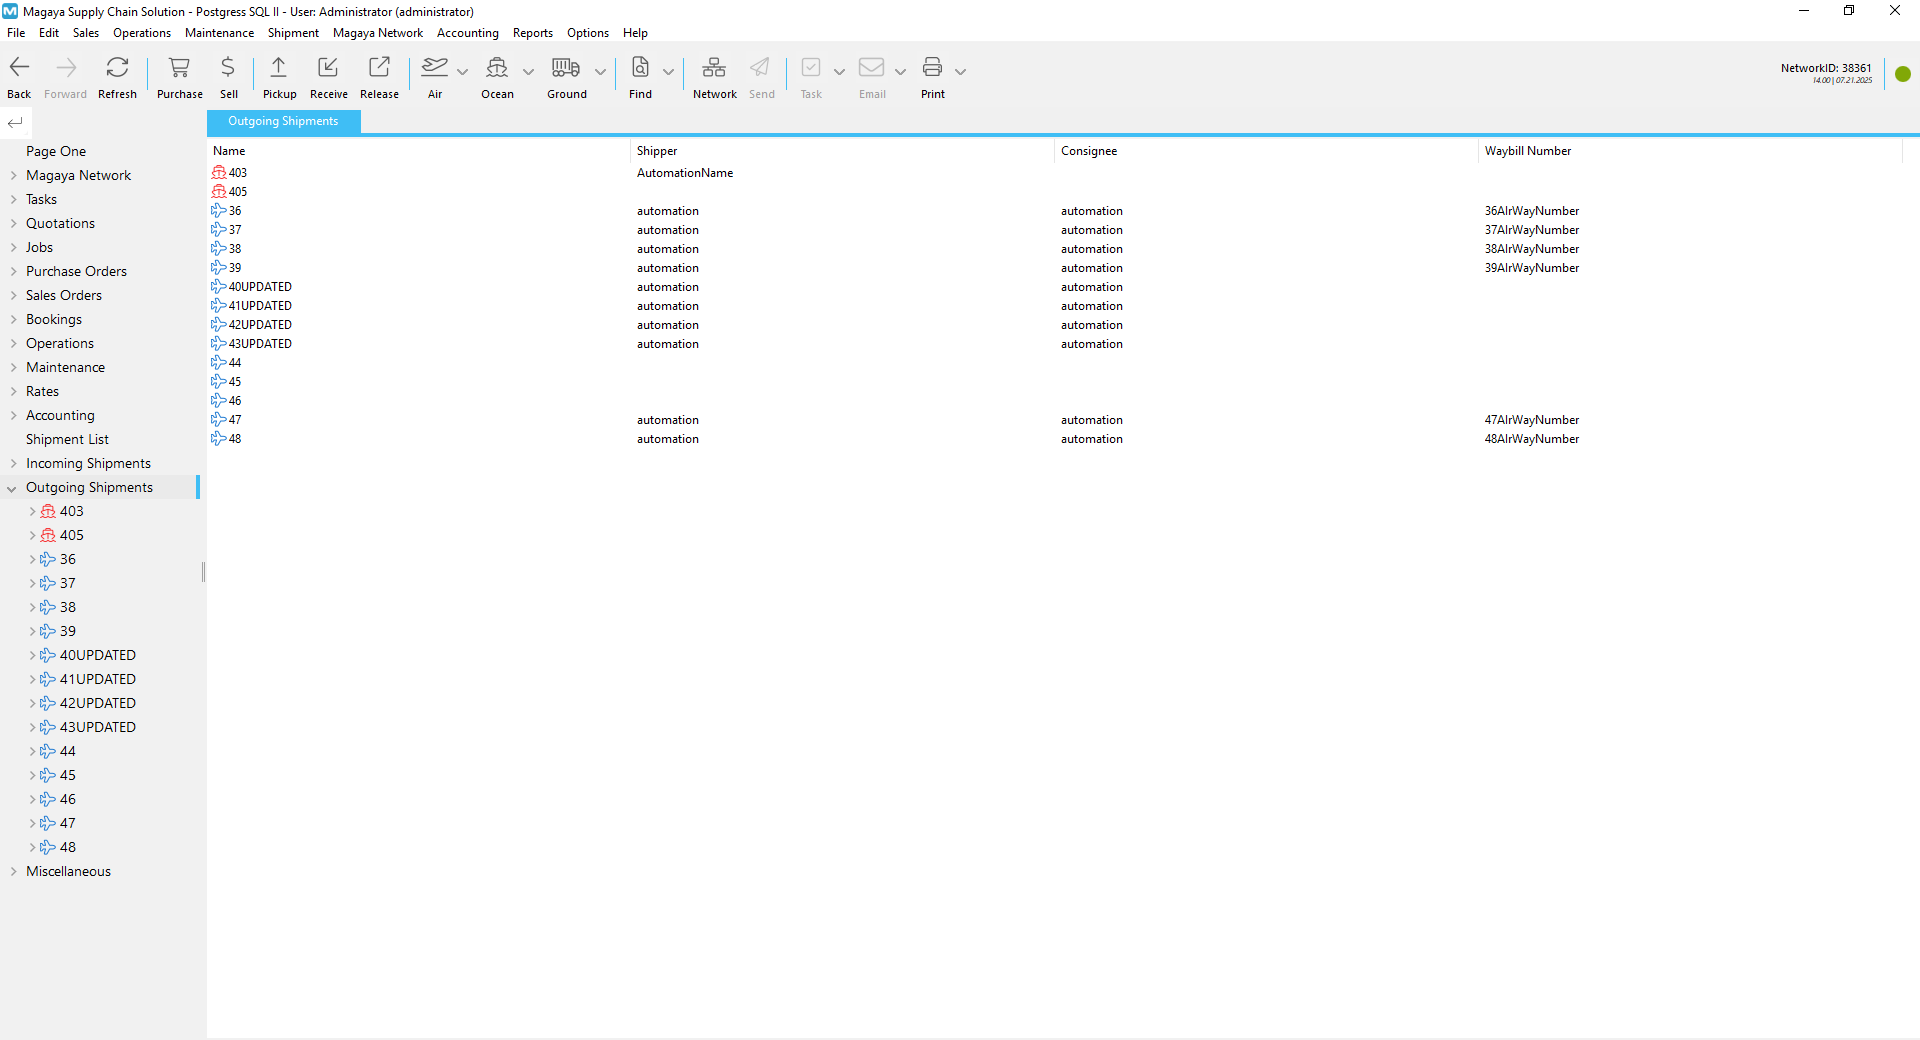 Magaya Supply Chain Solution - Postgress SQL II - User: Administrator (administrator)
File Edit Sales Operations Maintenance Shipment Magaya Network Accounting Reports Options Help
Back Forward Refresh Purchase Sell Pickup Receive Release Air Ocean Ground Find Network Send Task Email Print
NetworkID: 38361
14.00 | 07.21.2025
Page One
Magaya Network
Tasks
Quotations
Jobs
Purchase Orders
Sales Orders
Bookings
Operations
Maintenance
Rates
Accounting
Shipment List
Incoming Shipments
Outgoing Shipments
403
405
36
37
38
39
40UPDATED
41UPDATED
42UPDATED
43UPDATED
44
45
46
47
48
Miscellaneous
Outgoing Shipments
Name Shipper Consignee Waybill Number
403 AutomationName
405
36 automation automation 36AIrWayNumber
37 automation automation 37AIrWayNumber
38 automation automation 38AIrWayNumber
39 automation automation 39AIrWayNumber
40UPDATED automation automation
41UPDATED automation automation
42UPDATED automation automation
43UPDATED automation automation
44
45
46
47 automation automation 47AIrWayNumber
48 automation automation 48AIrWayNumber